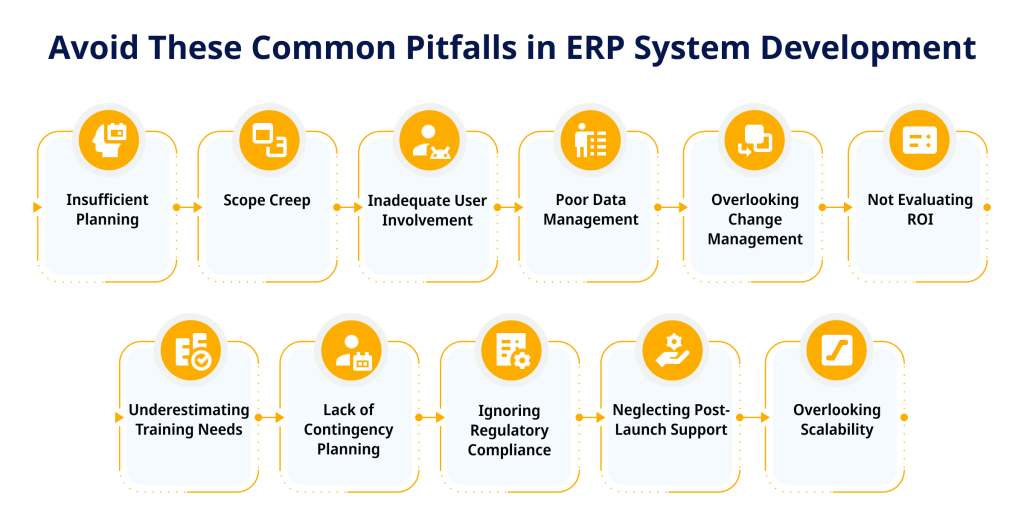 Avoid These Common Pitfalls in ERP System Development
Insufficient
Planning
Scope Creep
Inadequate User
Involvement
Poor Data
Management
Overlooking
Change
Management
Not Evaluating
ROI
Underestimating
Training Needs
Lack of
Contingency
Planning
Ignoring
Regulatory
Compliance
Neglecting Post-
Launch Support
Overlooking
Scalability